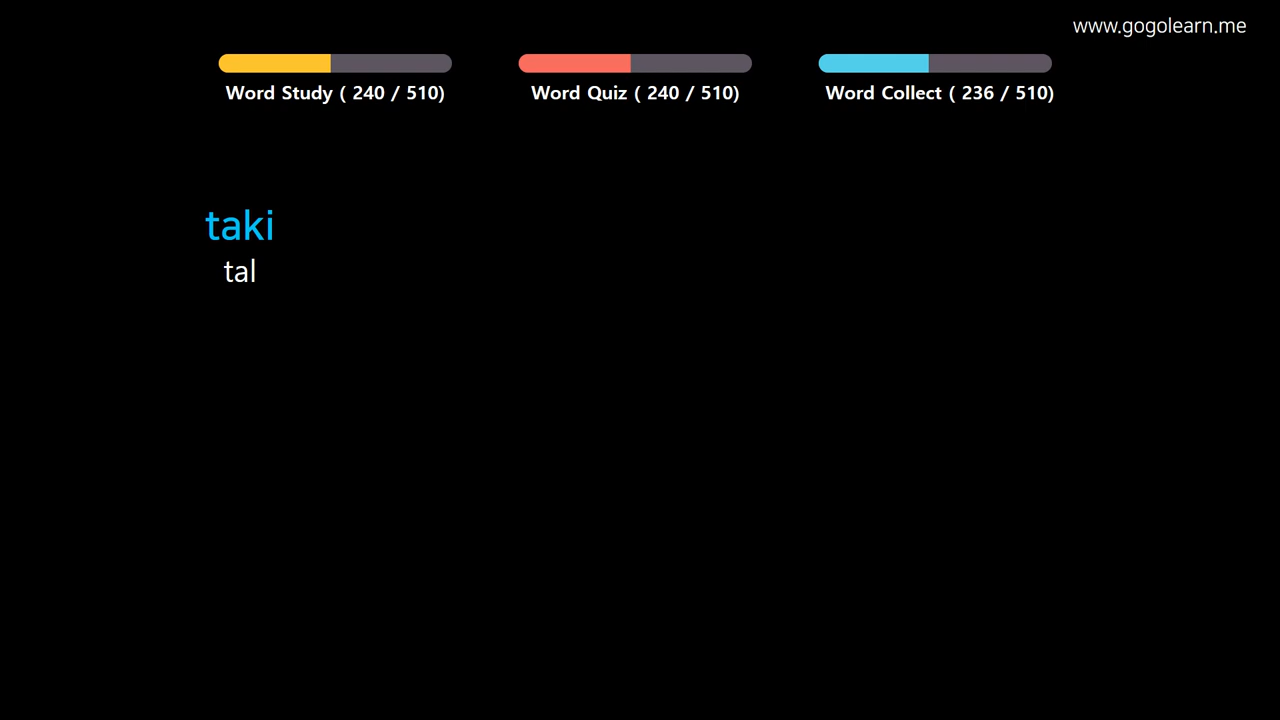 www.gogolearn.me
Word Study ( 240 / 510)
Word Quiz ( 240 / 510)
Word Collect ( 236 / 510)
taki
tal